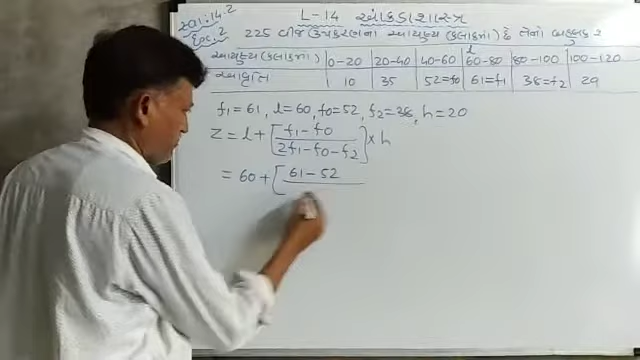 દાખલો: 14.2 L-14 આંકડાશાસ્ત્ર
Exe.2 225 વીજ ઉપકરણના આયુષ્ય (કલાકમાં) છે તેનો બહુલક ?
આયુષ્ય (કલાકમાં) 0-20 20-40 40-60 l 60-80 80-100 100-120
આવૃત્તિ 10 35 52=f0 61=f1 38=f2 29
f1=61, l=60, f0=52, f2=38, h=20
Z = l + [ f1-f0 / 2f1-f0-f2 ] × h
= 60 + [ 61-52